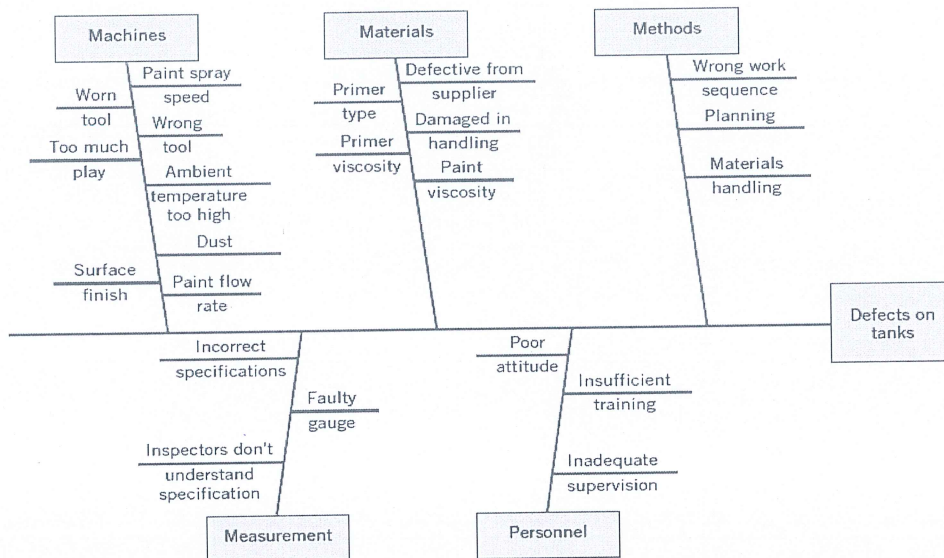 Machines
Paint spray
speed
Worn
tool
Wrong
tool
Too much
play
Ambient
temperature
too high
Dust
Surface
finish
Paint flow
rate
Materials
Defective from
supplier
Primer
type
Damaged in
handling
Primer
viscosity
Paint
viscosity
Methods
Wrong work
sequence
Planning
Materials
handling
Defects on
tanks
Incorrect
specifications
Faulty
gauge
Inspectors don't
understand
specification
Measurement
Poor
attitude
Insufficient
training
Inadequate
supervision
Personnel